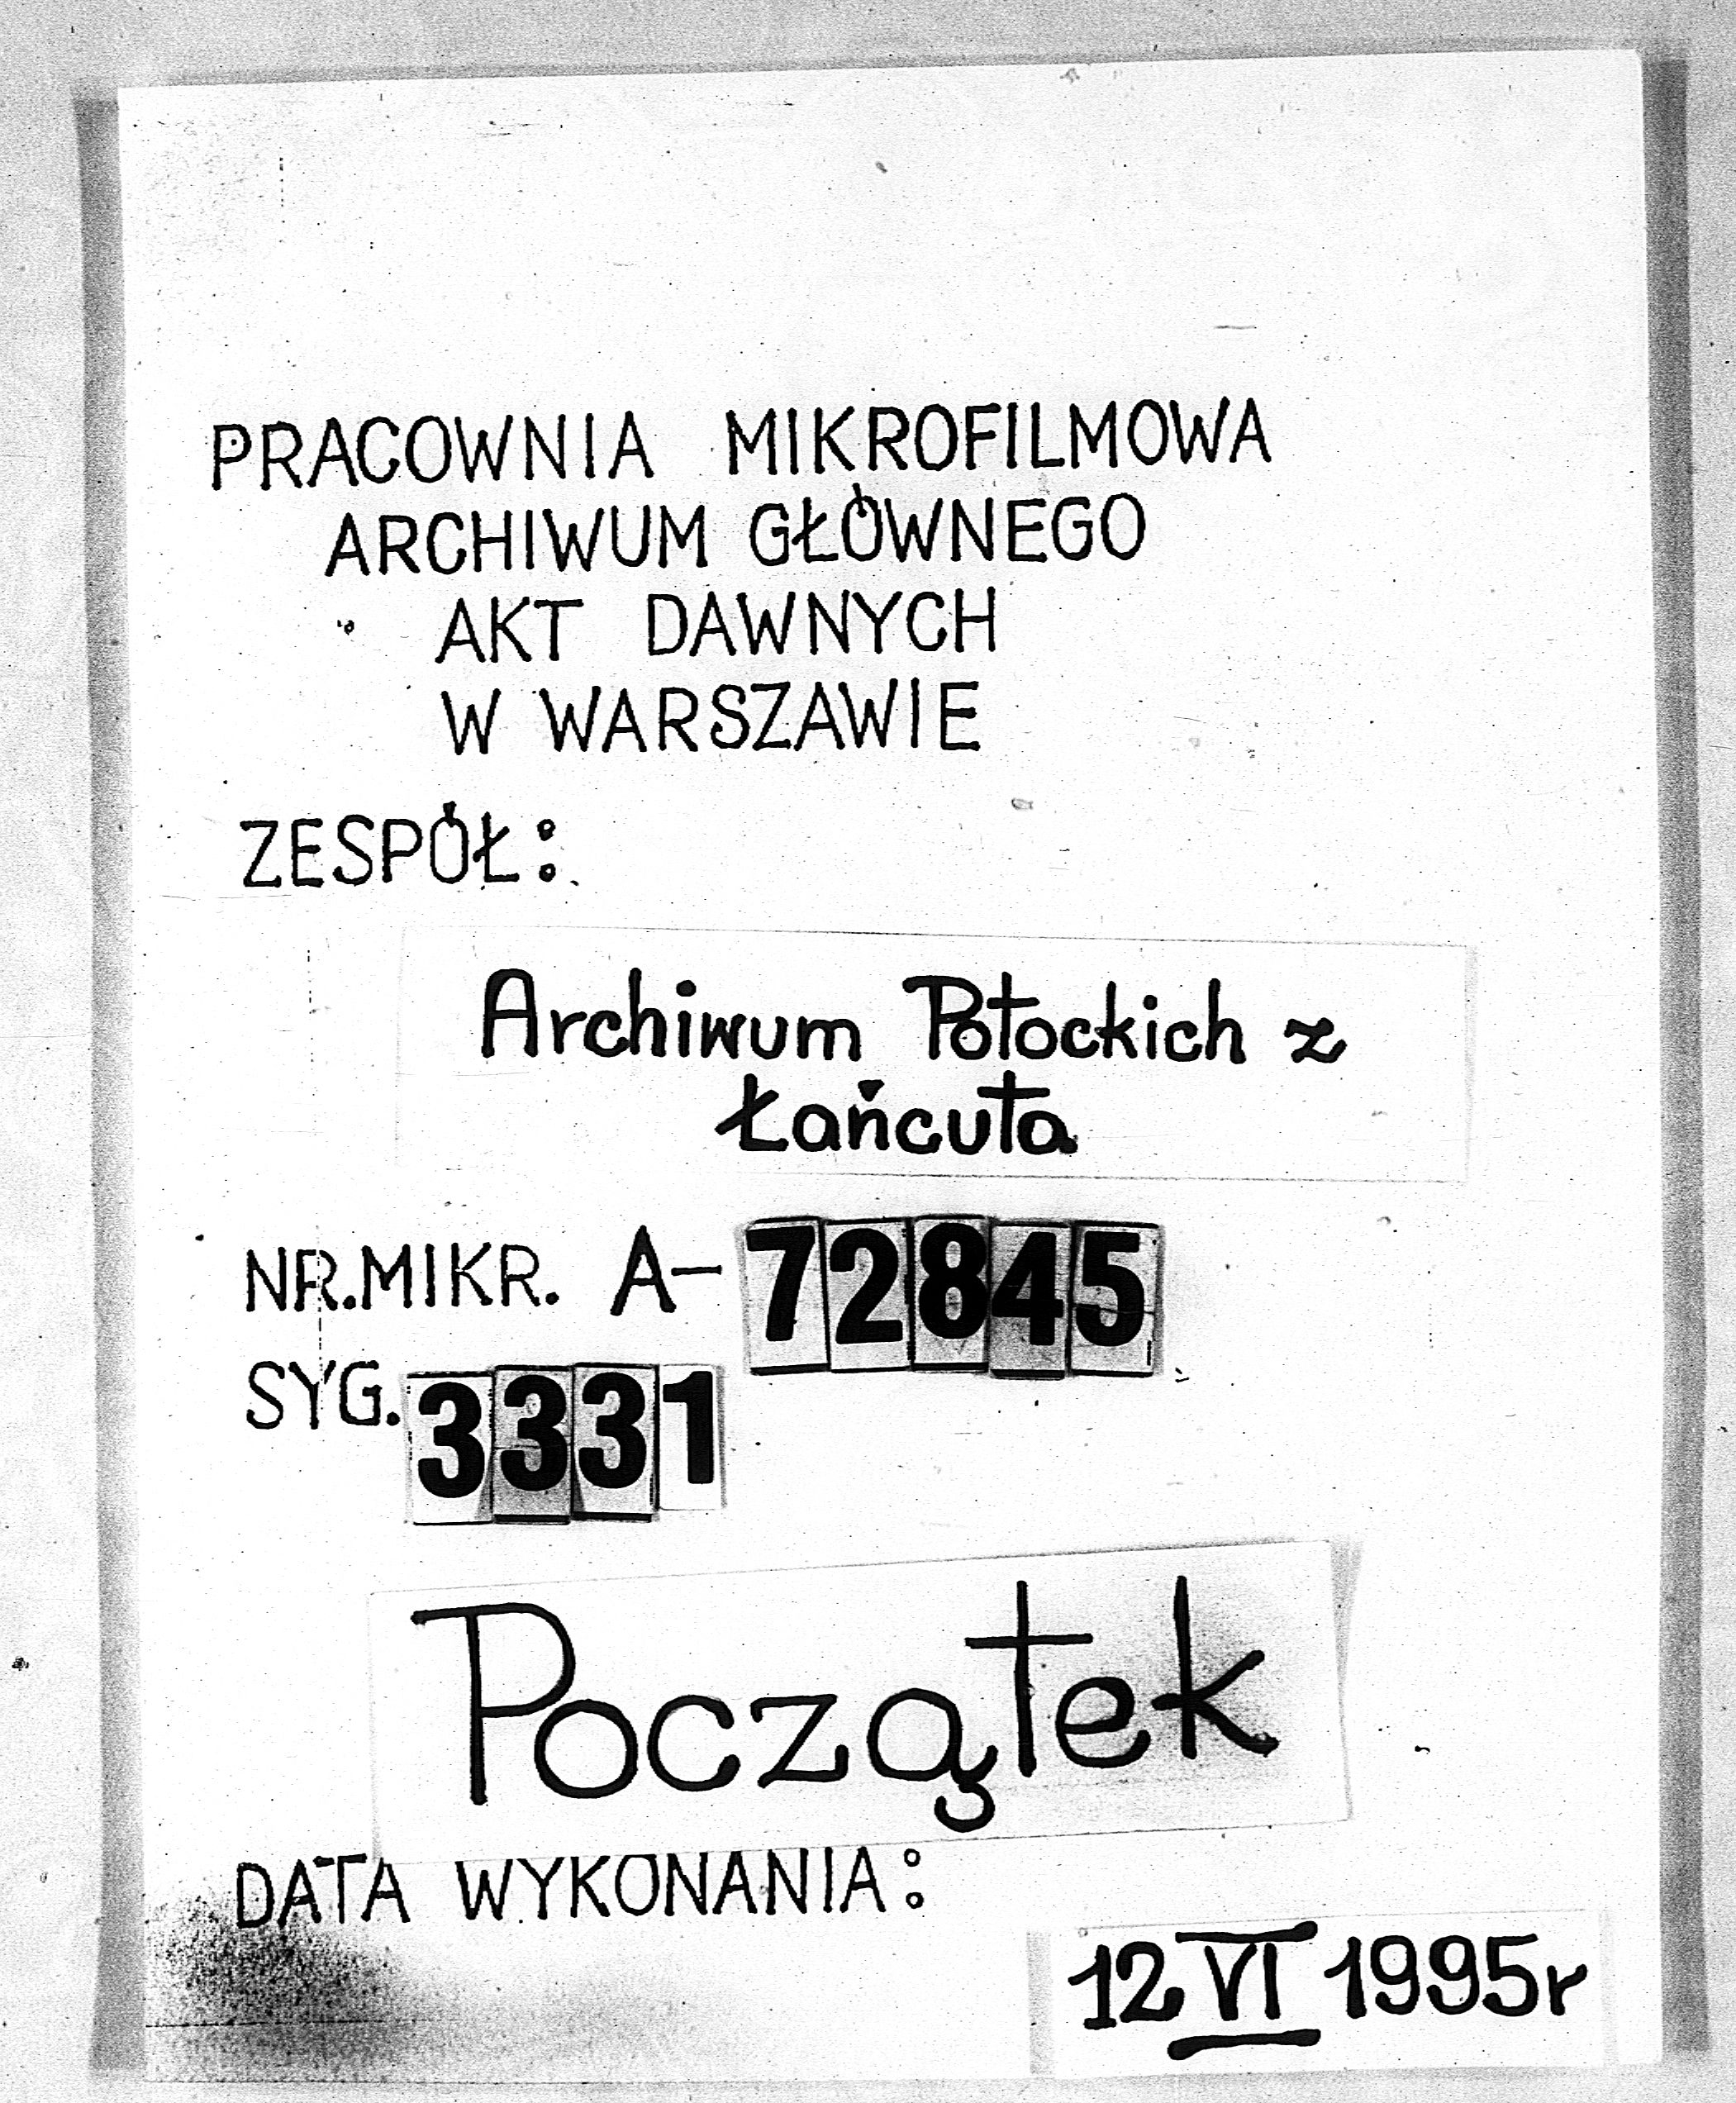 PRACOWNIA MIKROFILMOWA
ARCHIWUM GŁÓWNEGO
AKT DAWNYCH
W WARSZAWIE
ZESPÓŁ:
Archiwum Potockich z
Łańcuta
NR.MIKR. A-72845
SYG. 3331
Początek
DATA WYKONANIA:
12 VI 1995r